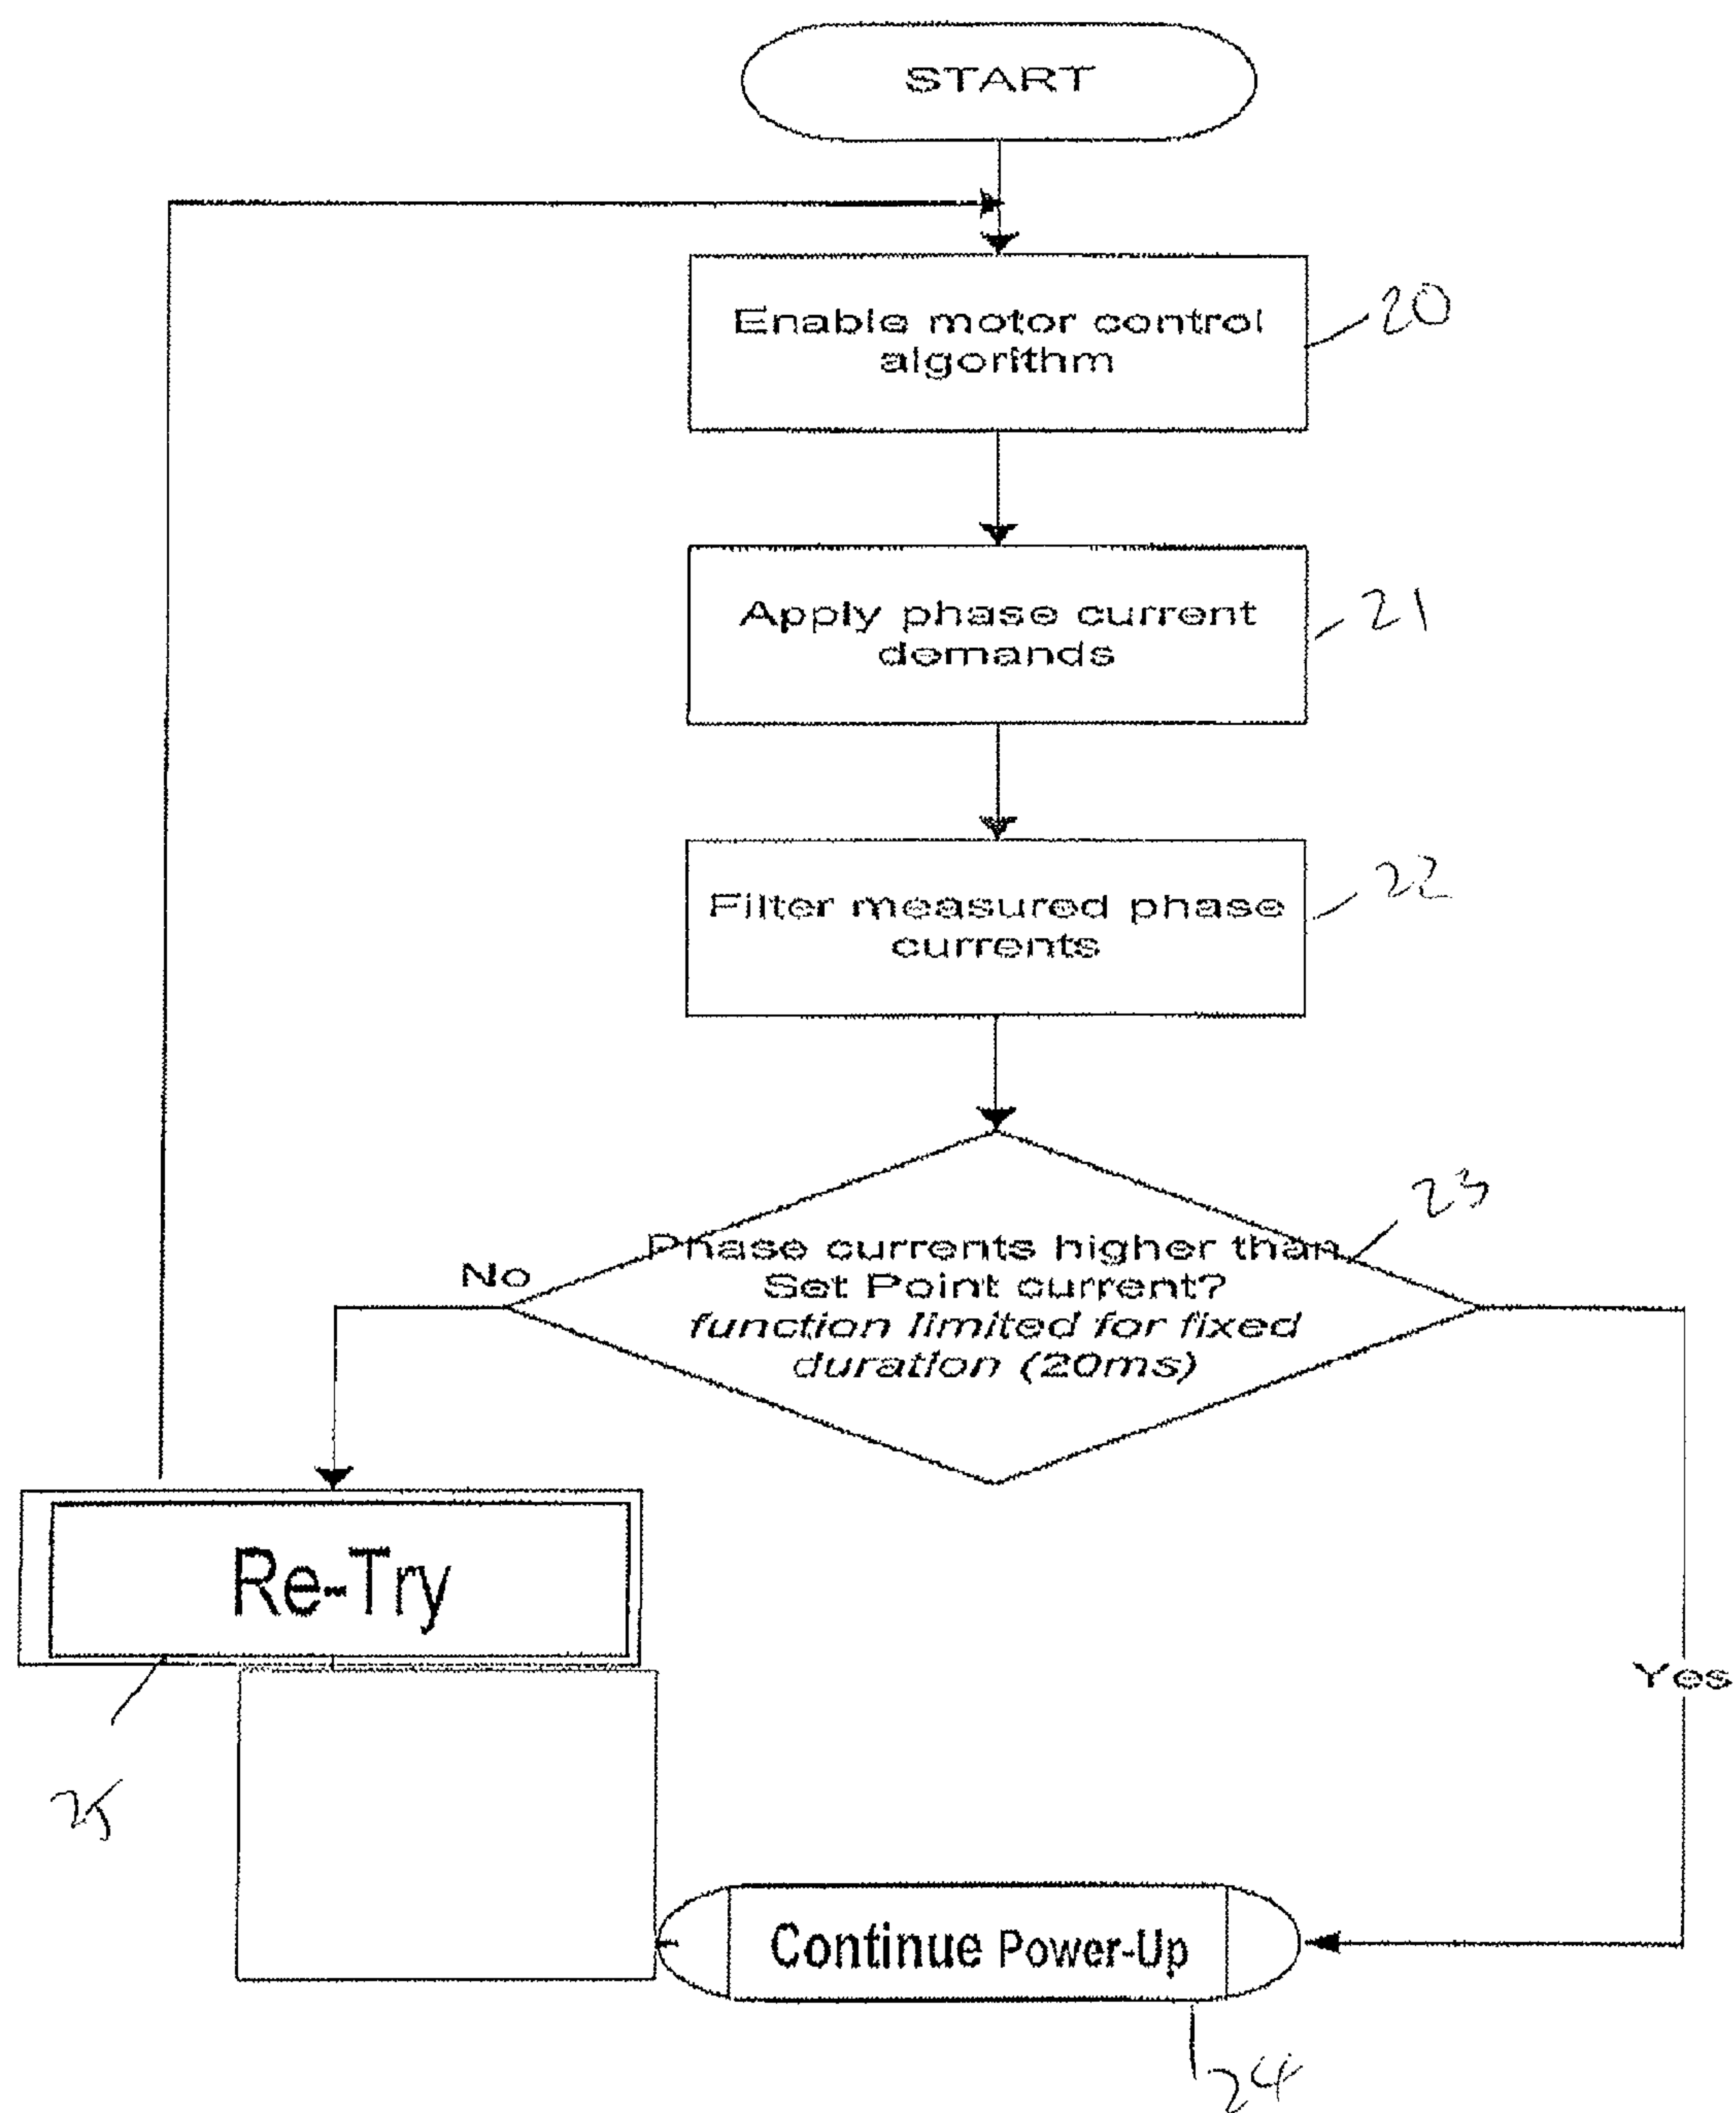 START
Enable motor control
algorithm
20
Apply phase current
demands
21
Filter measured phase
currents
22
Phase currents higher than
Set Point current?
function limited for fixed
duration (20ms)
23
No
Re-Try
Yes
25
Continue Power-Up
24